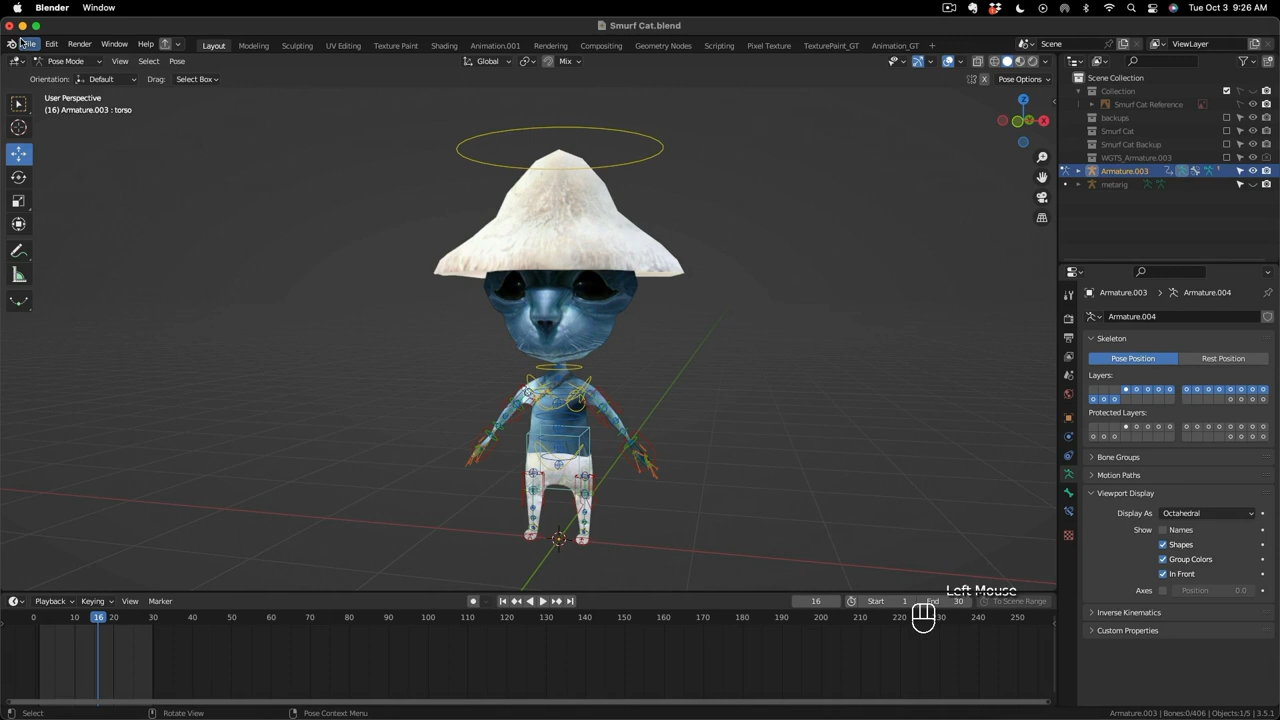 Blender Window Tue Oct 3 9:26 AM
Smurf Cat.blend
File Edit Render Window Help Layout Modeling Sculpting UV Editing Texture Paint Shading Animation.001 Rendering Compositing Geometry Nodes Scripting Pixel Texture TexturePaint_GT Animation_GT + Scene ViewLayer
Pose Mode View Select Pose Global Mix
Orientation: Default Drag: Select Box X Pose Options
User Perspective
(16) Armature.003 : torso
Z
Y
X
Scene Collection
Collection
Smurf Cat Reference
backups
Smurf Cat
Smurf Cat Backup
WGTS_Armature.003
Armature.003
metarig
Armature.003 > Armature.004
Armature.004
Skeleton
Pose Position Rest Position
Layers:
Protected Layers:
Bone Groups
Motion Paths
Viewport Display
Display As Octahedral
Show Names
Shapes
Group Colors
In Front
Axes Position 0.0
Inverse Kinematics
Custom Properties
Left Mouse
Playback Keying View Marker 16 Start 1 End 30 To Scene Range
0 10 16 20 30 40 50 60 70 80 90 100 110 120 130 140 150 160 170 180 190 200 210 220 230 240 250
Select Rotate View Pose Context Menu Armature.003 | Bones:0/406 | Objects:1/5 | 3.5.1